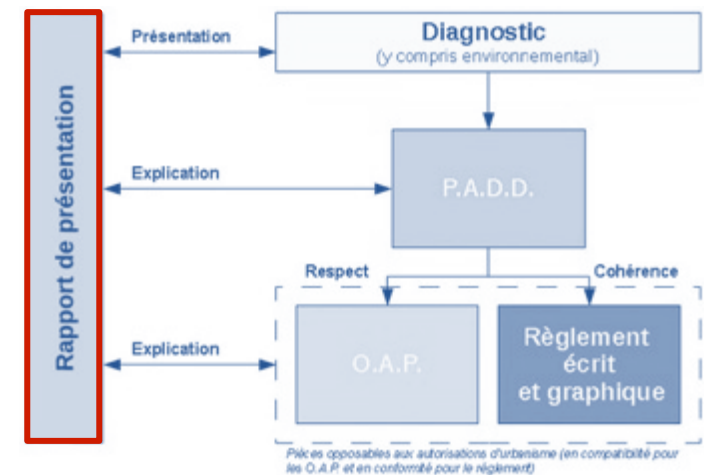 Rapport de présentation
Présentation
Diagnostic
(y compris environnemental)
Explication
P.A.D.D.
Respect
Cohérence
Explication
O.A.P.
Règlement
écrit
et graphique
Pièces opposables aux autorisations d'urbanisme (en compatibilité pour
les O.A.P. et en conformité pour le règlement)